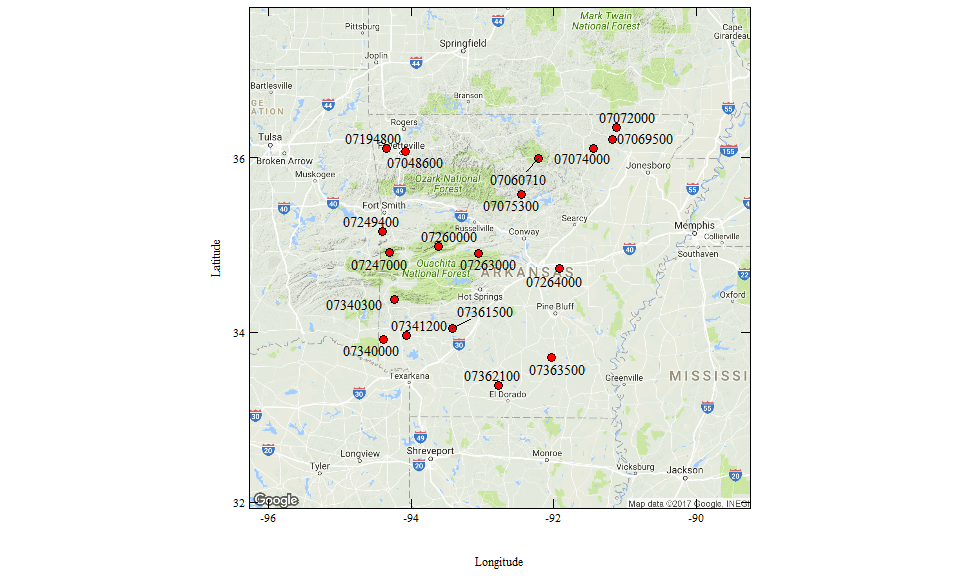 Pittsburg
44
Mark Twain
National Forest
Cape
Girardeau
Springfield
Joplin
44
Bartlesville
Branson
GE
ATION
44
55
Rogers
07072000
Tulsa
07194800
Fayetteville
07069500
155
36
Broken Arrow
07048600
07074000
Jonesboro
Muskogee
Ozark National
Forest
49
07060710
55
40
40
Fort Smith
07075300
40
07249400
Russellville
Searcy
Memphis
07260000
Conway
Collierville
40
Southaven
07247000
Ouachita
National Forest
07263000
ARKANSAS
22
07264000
Hot Springs
Oxford
07340300
07361500
Pine Bluff
07341200
34
30
07340000
07363500
Texarkana
07362100
Greenville
MISSISSI
El Dorado
35
30
55
49
20
Longview
Shreveport
Monroe
Tyler
20
Vicksburg
Jackson
20
32
Google
Map data ©2017 Google, INEGI
-96
-94
-92
-90
Latitude
Longitude